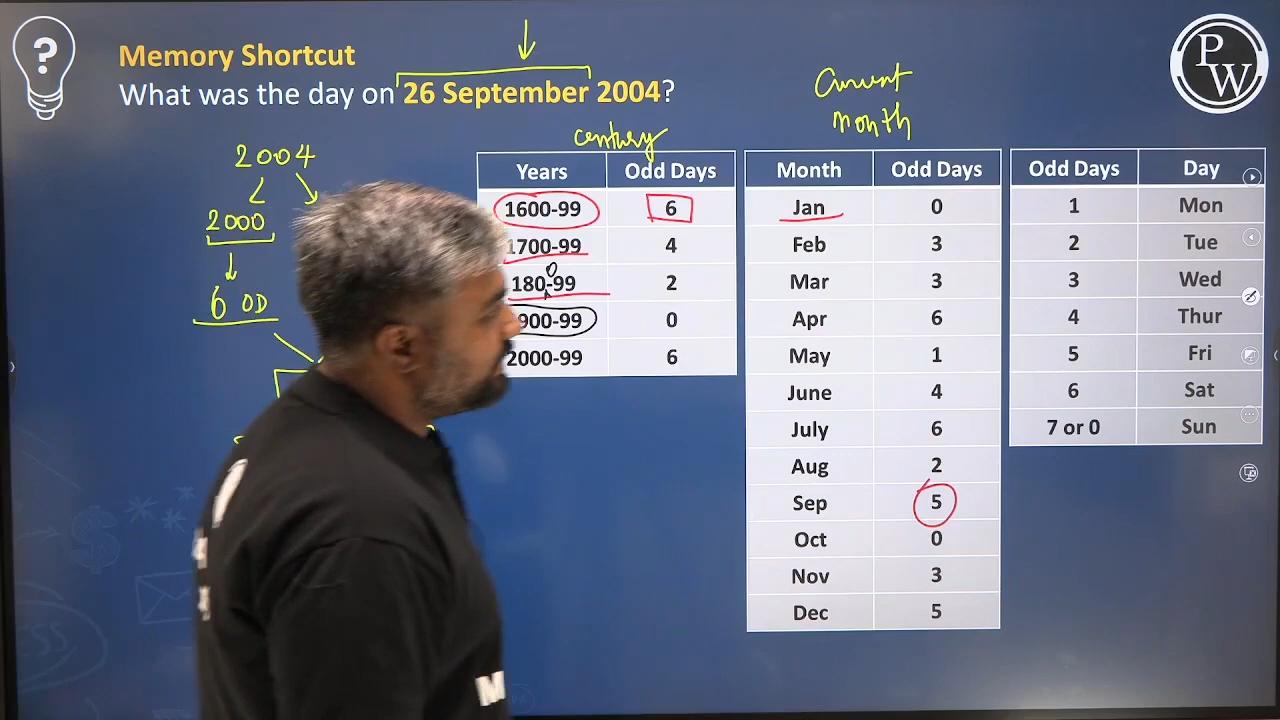 ?
Memory Shortcut
What was the day on 26 September 2004?
PW
Current
month
century
2004
2000
6 OD
Years Odd Days
1600-99 6
1700-99 4
180-99 2
0
900-99 0
2000-99 6
Month Odd Days
Jan 0
Feb 3
Mar 3
Apr 6
May 1
June 4
July 6
Aug 2
Sep 5
Oct 0
Nov 3
Dec 5
Odd Days Day
1 Mon
2 Tue
3 Wed
4 Thur
5 Fri
6 Sat
7 or 0 Sun